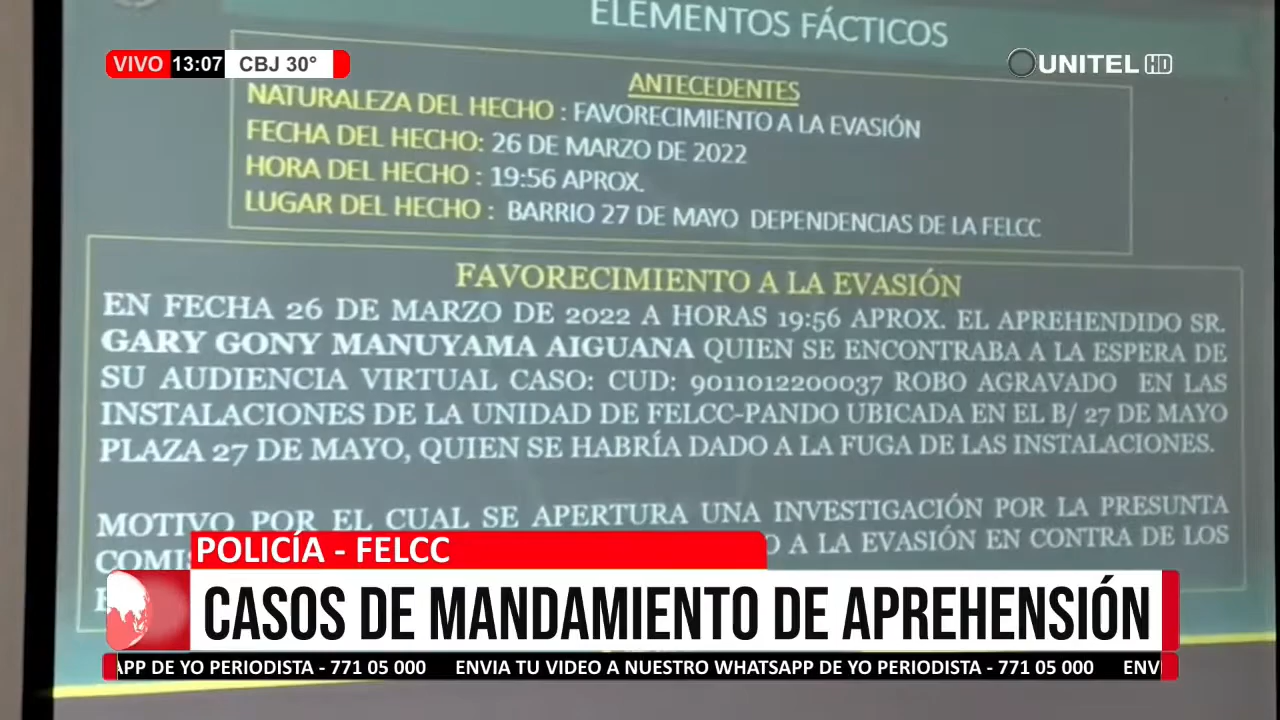 ELEMENTOS FÁCTICOS
VIVO 13:07 CBJ 30°
UNITEL HD
ANTECEDENTES
NATURALEZA DEL HECHO : FAVORECIMIENTO A LA EVASIÓN
FECHA DEL HECHO: 26 DE MARZO DE 2022
HORA DEL HECHO : 19:56 APROX.
LUGAR DEL HECHO : BARRIO 27 DE MAYO DEPENDENCIAS DE LA FELCC
FAVORECIMIENTO A LA EVASIÓN
EN FECHA 26 DE MARZO DE 2022 A HORAS 19:56 APROX. EL APREHENDIDO SR.
GARY GONY MANUYAMA AIGUANA QUIEN SE ENCONTRABA A LA ESPERA DE
SU AUDIENCIA VIRTUAL CASO: CUD: 9011012200037 ROBO AGRAVADO EN LAS
INSTALACIONES DE LA UNIDAD DE FELCC-PANDO UBICADA EN EL B/ 27 DE MAYO
PLAZA 27 DE MAYO, QUIEN SE HABRÍA DADO A LA FUGA DE LAS INSTALACIONES.
MOTIVO POR EL CUAL SE APERTURA UNA INVESTIGACIÓN POR LA PRESUNTA
A LA EVASIÓN EN CONTRA DE LOS
POLICÍA - FELCC
CASOS DE MANDAMIENTO DE APREHENSIÓN
APP DE YO PERIODISTA - 771 05 000 ENVIA TU VIDEO A NUESTRO WHATSAPP DE YO PERIODISTA - 771 05 000 ENV